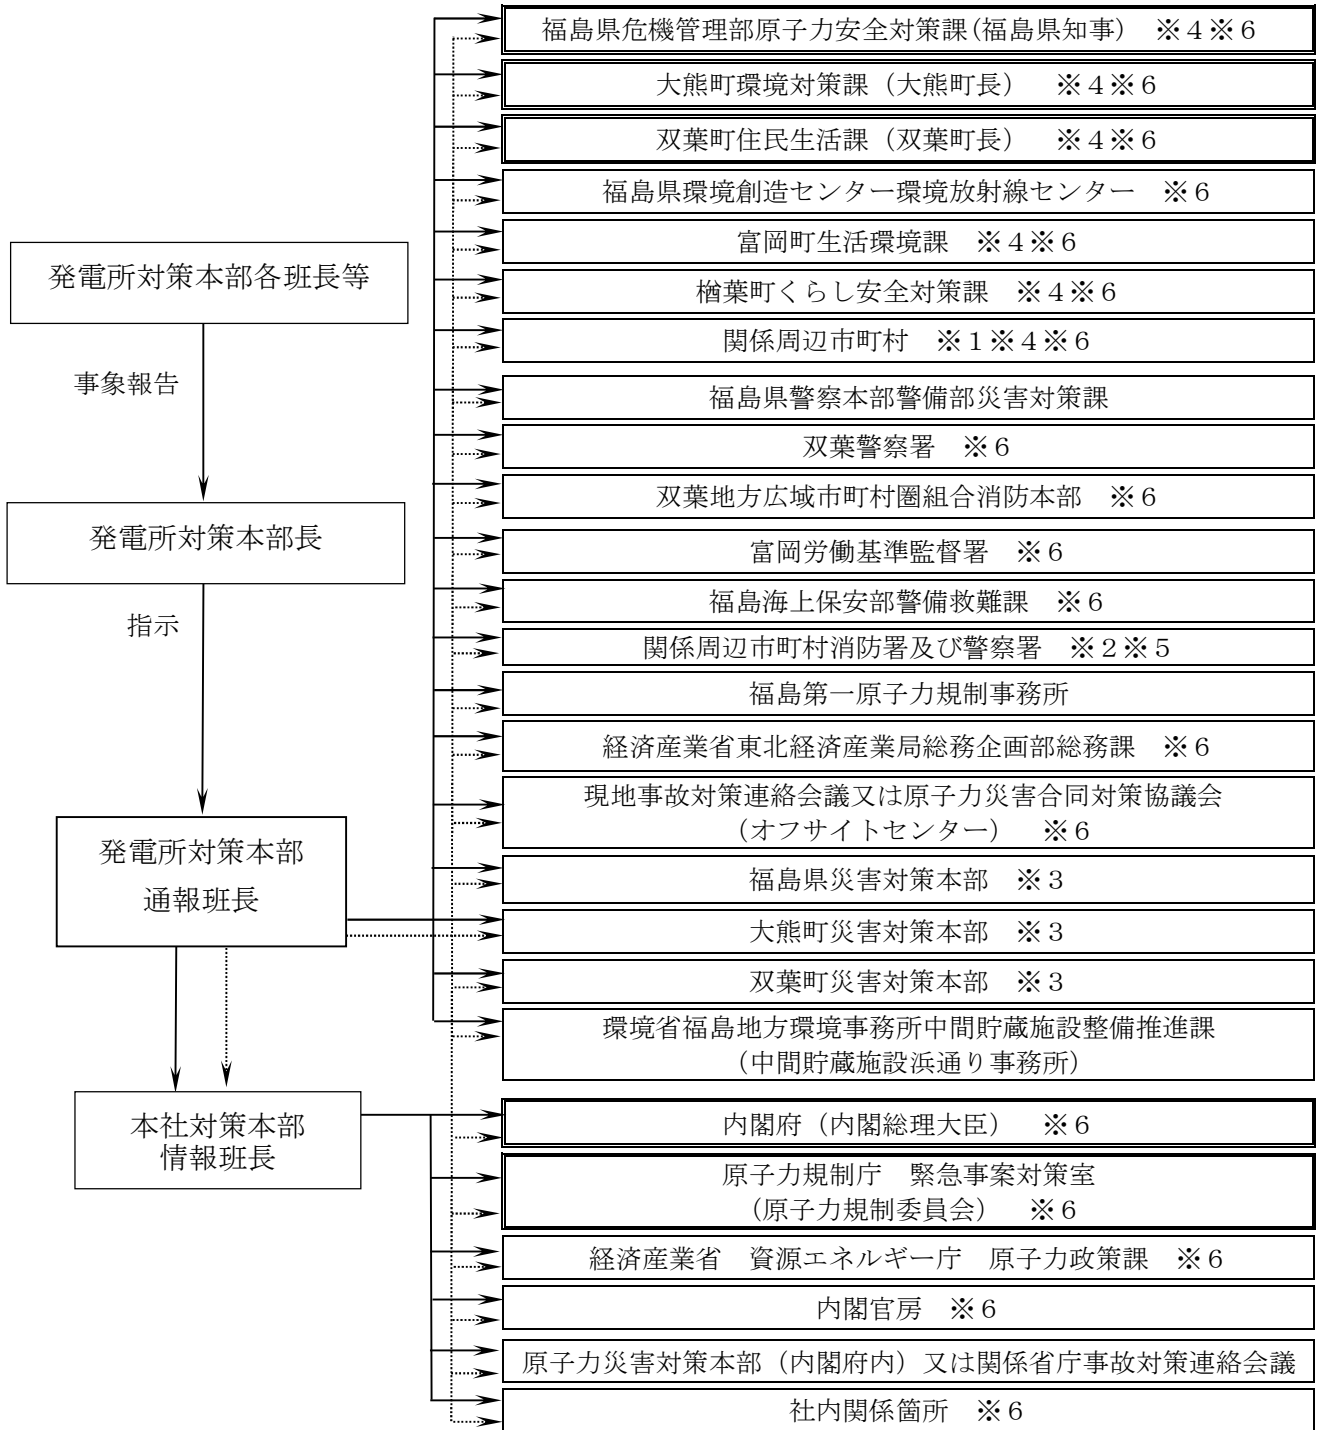 発電所対策本部各班長等
事象報告
発電所対策本部長
指示
発電所対策本部
通報班長
本社対策本部
情報班長
福島県危機管理部原子力安全対策課(福島県知事) ※4※6
大熊町環境対策課(大熊町長) ※4※6
双葉町住民生活課(双葉町長) ※4※6
福島県環境創造センター環境放射線センター ※6
富岡町生活環境課 ※4※6
楢葉町くらし安全対策課 ※4※6
関係周辺市町村 ※1※4※6
福島県警察本部警備部災害対策課
双葉警察署 ※6
双葉地方広域市町村圏組合消防本部 ※6
富岡労働基準監督署 ※6
福島海上保安部警備救難課 ※6
関係周辺市町村消防署及び警察署 ※2※5
福島第一原子力規制事務所
経済産業省東北経済産業局総務企画部総務課 ※6
現地事故対策連絡会議又は原子力災害合同対策協議会
(オフサイトセンター) ※6
福島県災害対策本部 ※3
大熊町災害対策本部 ※3
双葉町災害対策本部 ※3
環境省福島地方環境事務所中間貯蔵施設整備推進課
(中間貯蔵施設浜通り事務所)
内閣府(内閣総理大臣) ※6
原子力規制庁 緊急事案対策室
(原子力規制委員会) ※6
経済産業省 資源エネルギー庁 原子力政策課 ※6
内閣官房 ※6
原子力災害対策本部(内閣府内)又は関係省庁事故対策連絡会議
社内関係箇所 ※6